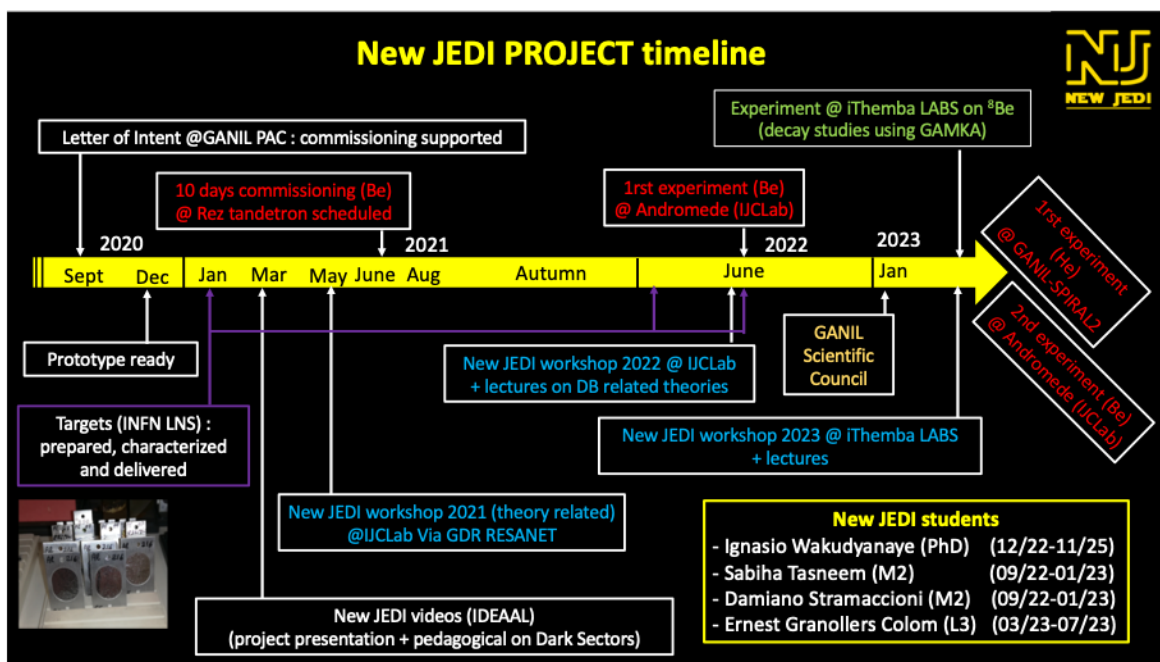 New JEDI PROJECT timeline
NJ
NEW JEDI
Experiment @ iThemba LABS on ⁸Be
(decay studies using GAMKA)
Letter of Intent @GANIL PAC : commissioning supported
10 days commissioning (Be)
@ Rez tandetron scheduled
1rst experiment (Be)
@ Andromede (IJCLab)
1rst experiment
(He)
@ GANIL-SPIRAL2
2020
2021
2022
2023
Sept
Dec
Jan
Mar
May
June
Aug
Autumn
June
Jan
2nd experiment (Be)
@ Andromede (IJCLab)
Prototype ready
New JEDI workshop 2022 @ IJCLab
+ lectures on DB related theories
GANIL
Scientific
Council
Targets (INFN LNS) :
prepared, characterized
and delivered
New JEDI workshop 2023 @ iThemba LABS
+ lectures
New JEDI workshop 2021 (theory related)
@IJCLab Via GDR RESANET
New JEDI videos (IDEAAL)
(project presentation + pedagogical on Dark Sectors)
New JEDI students
- Ignasio Wakudyanaye (PhD) (12/22-11/25)
- Sabiha Tasneem (M2) (09/22-01/23)
- Damiano Stramaccioni (M2) (09/22-01/23)
- Ernest Granollers Colom (L3) (03/23-07/23)